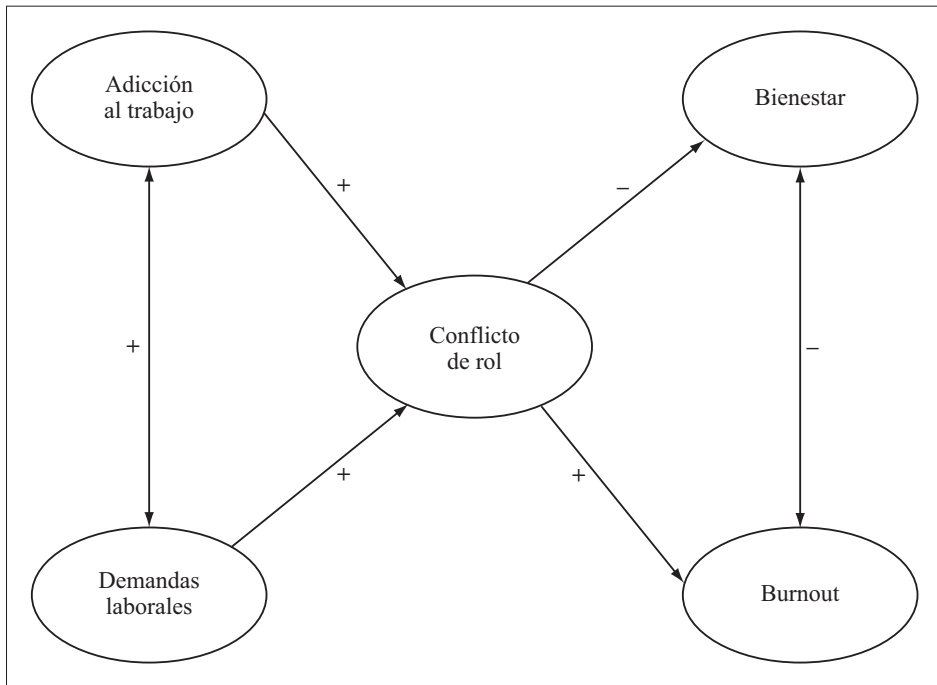 Adicción
al trabajo
Bienestar
+
–
Conflicto
de rol
+
–
+
+
Demandas
laborales
Burnout